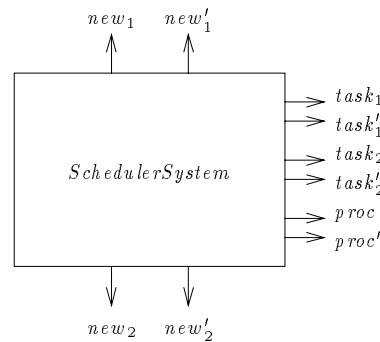 new₁ new′₁
task₁
task′₁
task₂
SchedulerSystem
task′₂
proc
proc′
new₂ new′₂